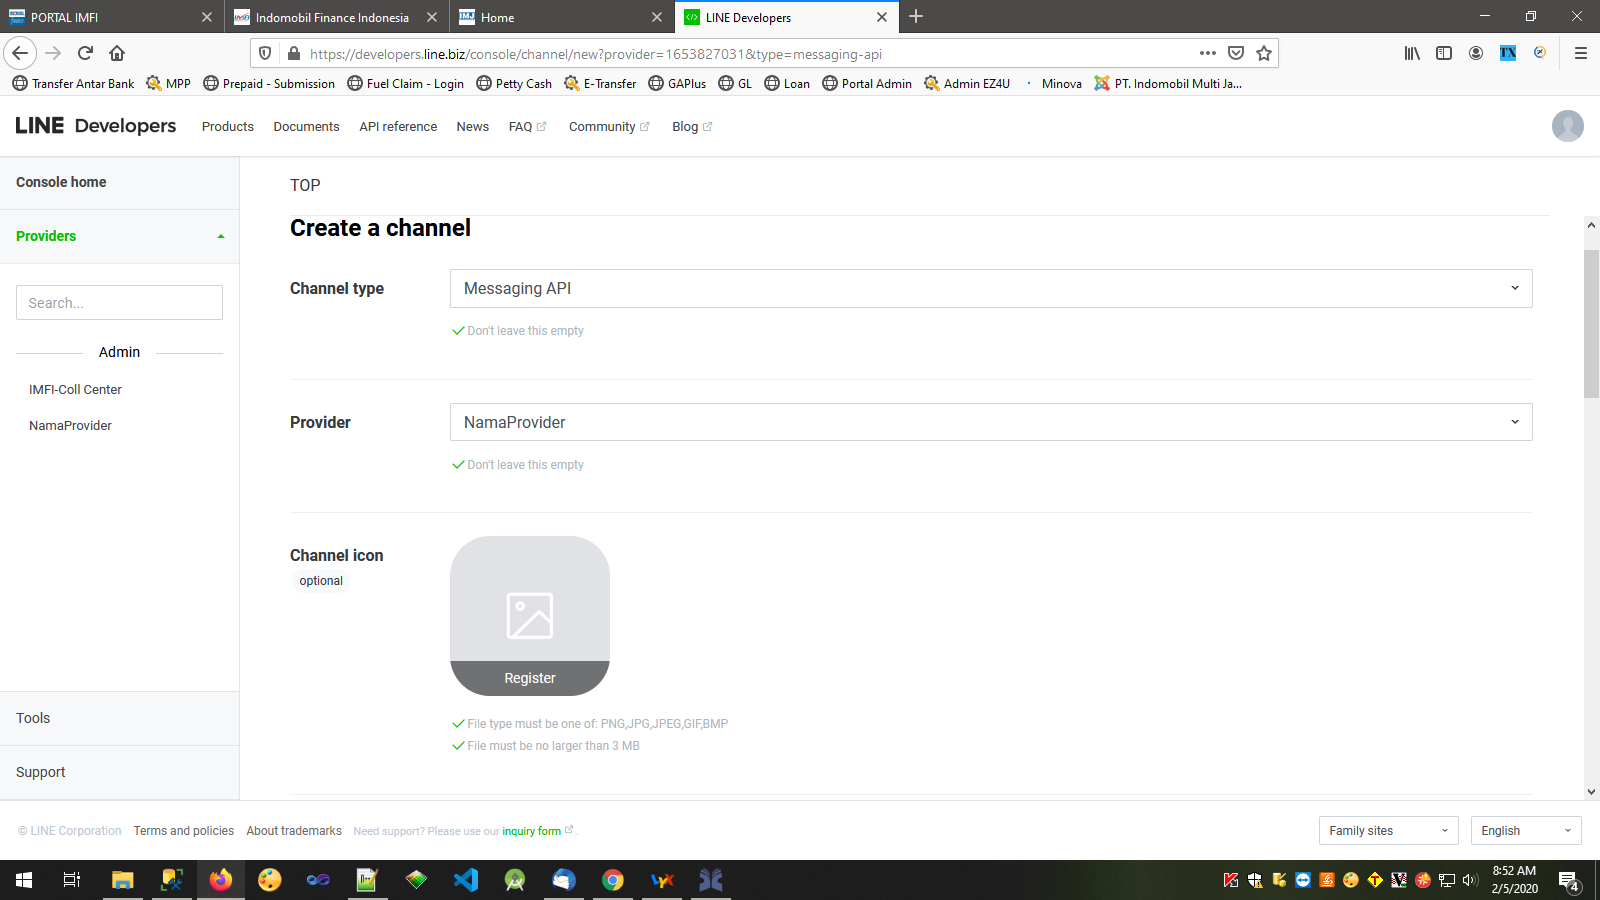 PORTAL IMFI
Indomobil Finance Indonesia
Home
LINE Developers
https://developers.line.biz/console/channel/new?provider=1653827031&type=messaging-api
Transfer Antar Bank
MPP
Prepaid - Submission
Fuel Claim - Login
Petty Cash
E-Transfer
GAPlus
GL
Loan
Portal Admin
Admin EZ4U
Minova
PT. Indomobil Multi Ja...
LINE Developers
Products
Documents
API reference
News
FAQ
Community
Blog
Console home
Providers
Search...
Admin
IMFI-Coll Center
NamaProvider
Tools
Support
TOP
Create a channel
Channel type
Messaging API
Don't leave this empty
Provider
NamaProvider
Don't leave this empty
Channel icon
optional
Register
File type must be one of: PNG,JPG,JPEG,GIF,BMP
File must be no larger than 3 MB
© LINE Corporation
Terms and policies
About trademarks
Need support? Please use our inquiry form .
Family sites
English
8:52 AM
2/5/2020
4